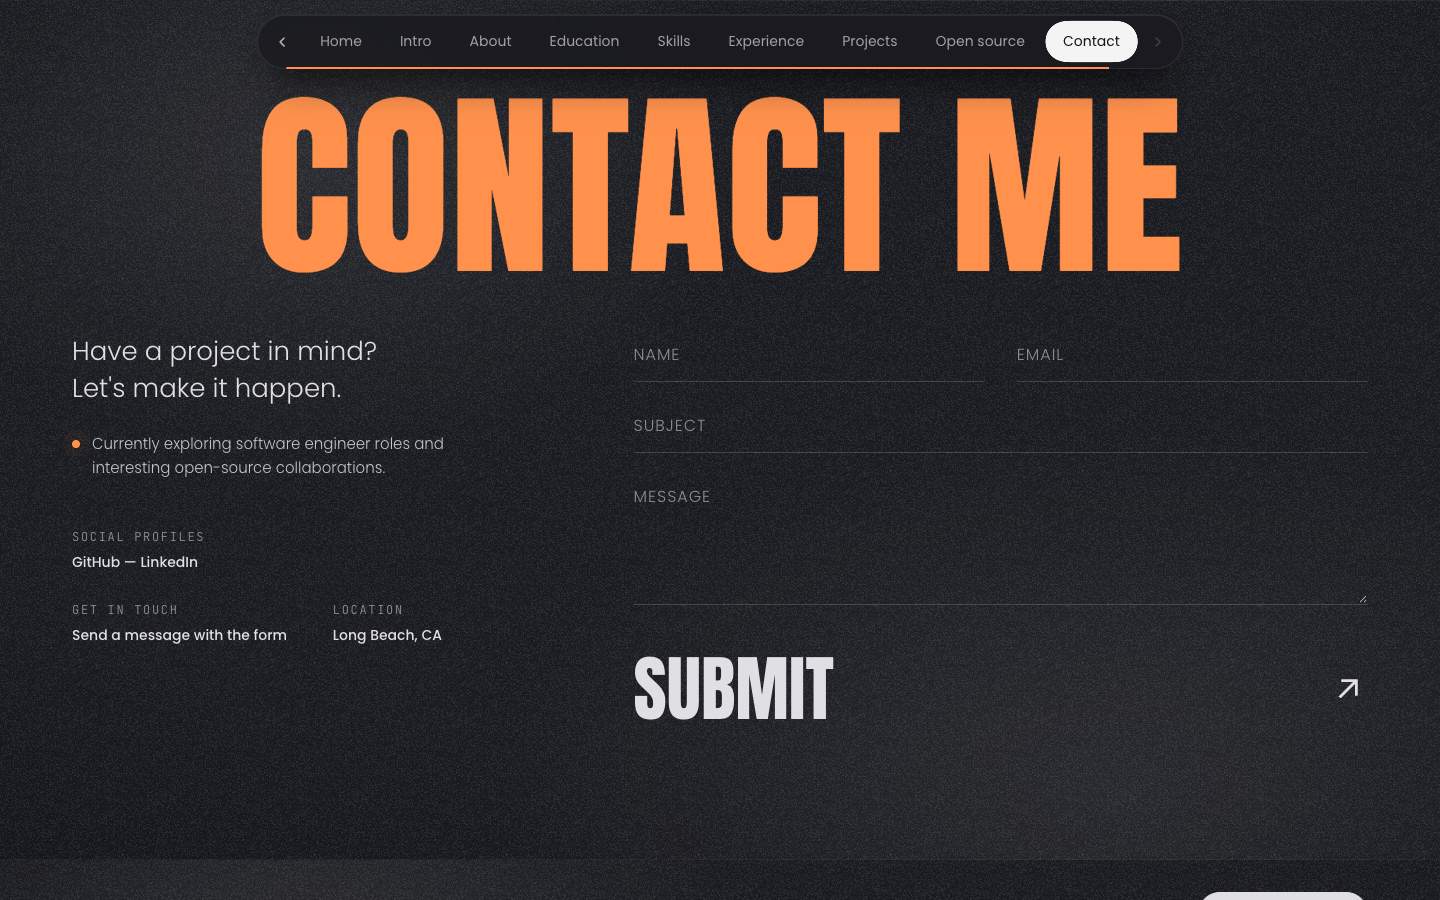 Home Intro About Education Skills Experience Projects Open source Contact
CONTACT ME
Have a project in mind?
Let's make it happen.
Currently exploring software engineer roles and
interesting open-source collaborations.
SOCIAL PROFILES
GitHub — LinkedIn
GET IN TOUCH
Send a message with the form
LOCATION
Long Beach, CA
NAME
EMAIL
SUBJECT
MESSAGE
SUBMIT